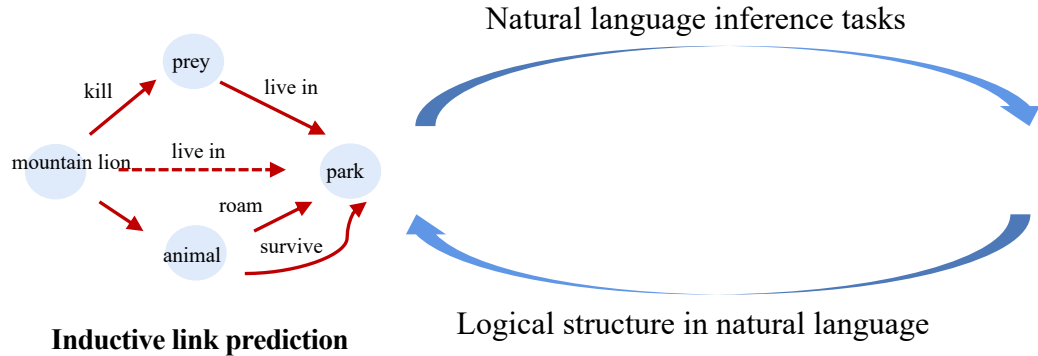 Natural language inference tasks
prey
kill
live in
mountain lion
live in
park
roam
animal
survive
Inductive link prediction
Logical structure in natural language